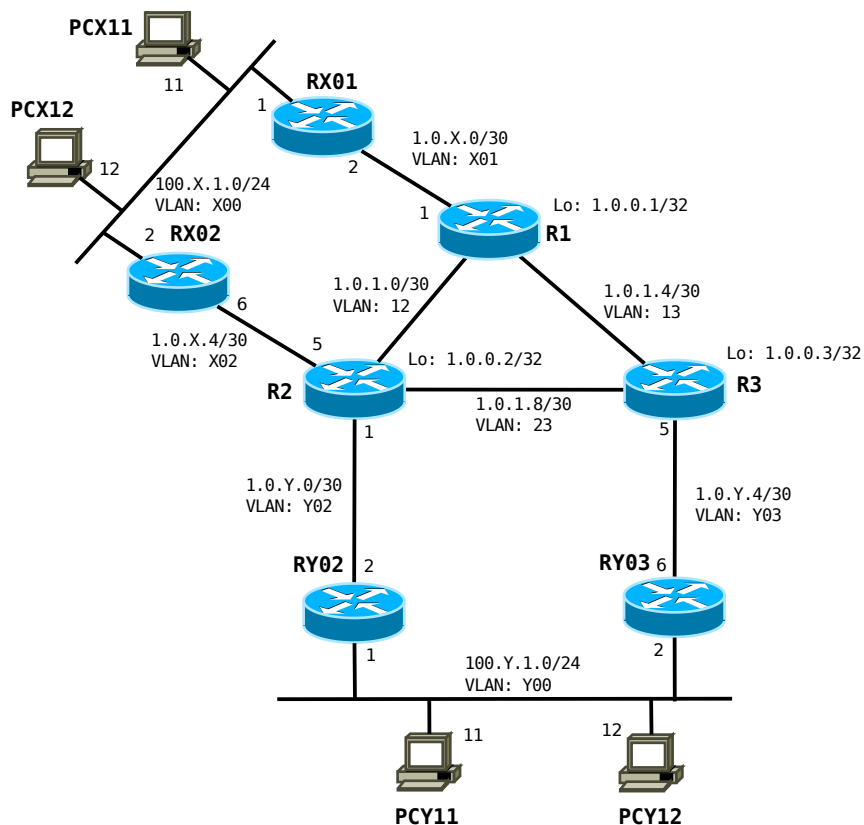 PCX11
11
RX01
1
PCX12
1.0.X.0/30
VLAN: X01
2
12
100.X.1.0/24
VLAN: X00
Lo: 1.0.0.1/32
1
2
RX02
R1
1.0.1.0/30
VLAN: 12
1.0.1.4/30
VLAN: 13
6
1.0.X.4/30
VLAN: X02
5
Lo: 1.0.0.2/32
Lo: 1.0.0.3/32
R2
R3
1.0.1.8/30
VLAN: 23
1
5
1.0.Y.0/30
VLAN: Y02
1.0.Y.4/30
VLAN: Y03
RY02
2
RY03
6
1
2
100.Y.1.0/24
VLAN: Y00
11
12
PCY11
PCY12